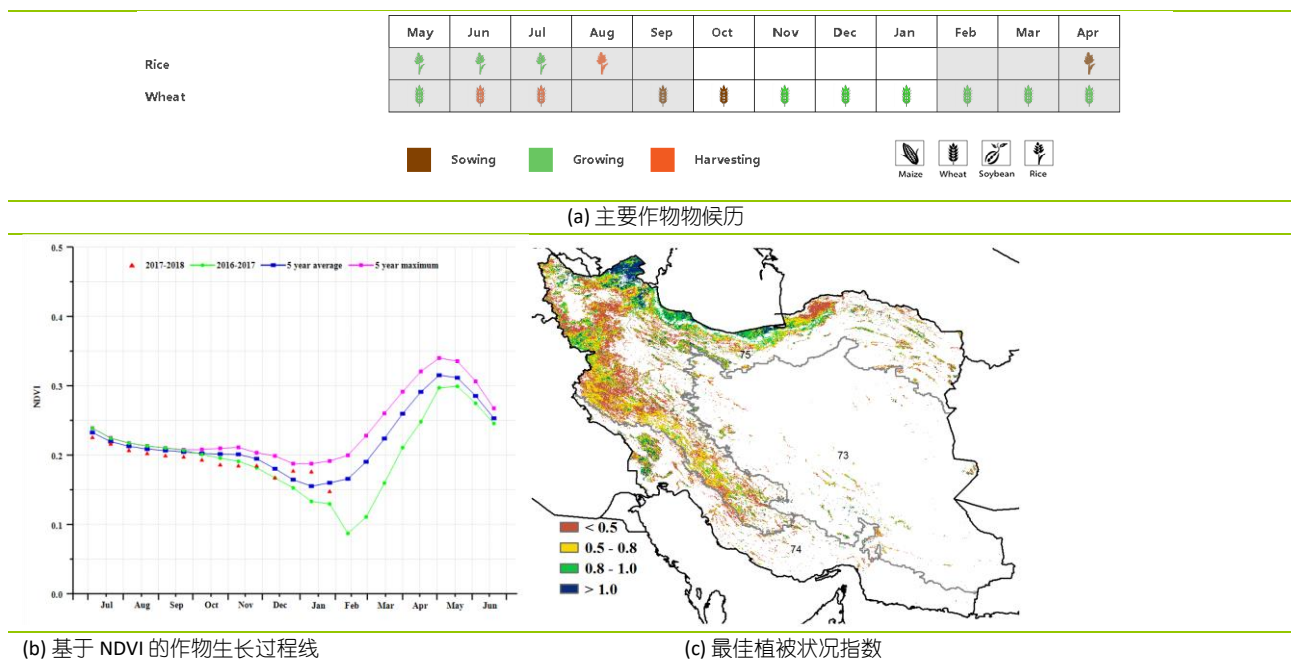 May Jun Jul Aug Sep Oct Nov Dec Jan Feb Mar Apr
Rice
Wheat
Sowing Growing Harvesting
Maize Wheat Soybean Rice
(a) 主要作物物候历
0.5
0.4
0.3
0.2
0.1
0.0
NDVI
2017-2018 2016-2017 5 year average 5 year maximum
Jul Aug Sep Oct Nov Dec Jan Feb Mar Apr May Jun
75
73
74
< 0.5
0.5 - 0.8
0.8 - 1.0
> 1.0
(b) 基于 NDVI 的作物生长过程线
(c) 最佳植被状况指数